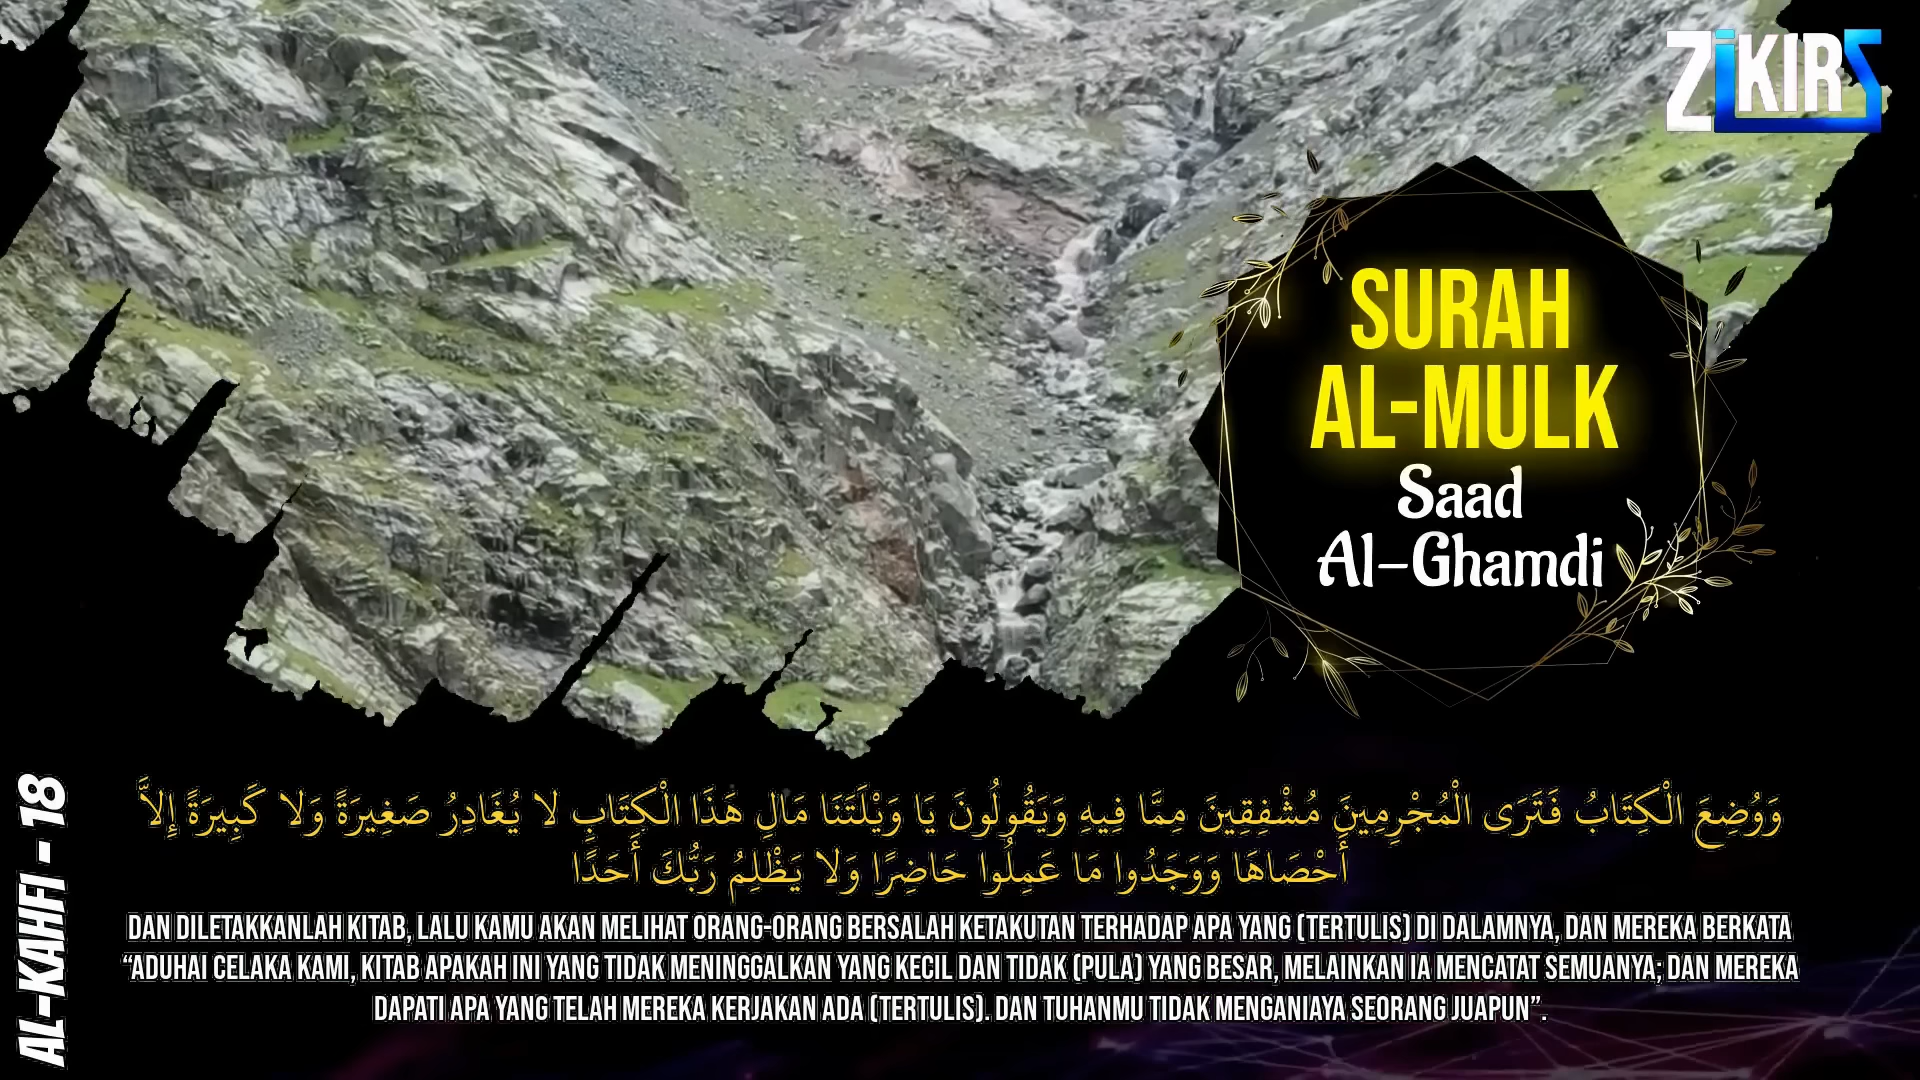 ZiKIRS
SURAH
AL-MULK
Saad
Al-Ghamdi
وَوُضِعَ الْكِتَابُ فَتَرَى الْمُجْرِمِينَ مُشْفِقِينَ مِمَّا فِيهِ وَيَقُولُونَ يَا وَيْلَتَنَا مَالِ هَذَا الْكِتَابِ لا يُغَادِرُ صَغِيرَةً وَلا كَبِيرَةً إِلاَّ
أَحْصَاهَا وَوَجَدُوا مَا عَمِلُوا حَاضِرًا وَلا يَظْلِمُ رَبُّكَ أَحَدًا
DAN DILETAKKANLAH KITAB, LALU KAMU AKAN MELIHAT ORANG-ORANG BERSALAH KETAKUTAN TERHADAP APA YANG (TERTULIS) DI DALAMNYA, DAN MEREKA BERKATA
“ADUHAI CELAKA KAMI, KITAB APAKAH INI YANG TIDAK MENINGGALKAN YANG KECIL DAN TIDAK (PULA) YANG BESAR, MELAINKAN IA MENCATAT SEMUANYA; DAN MEREKA
DAPATI APA YANG TELAH MEREKA KERJAKAN ADA (TERTULIS). DAN TUHANMU TIDAK MENGANIAYA SEORANG JUAPUN”.
AL-KAHFI - 18